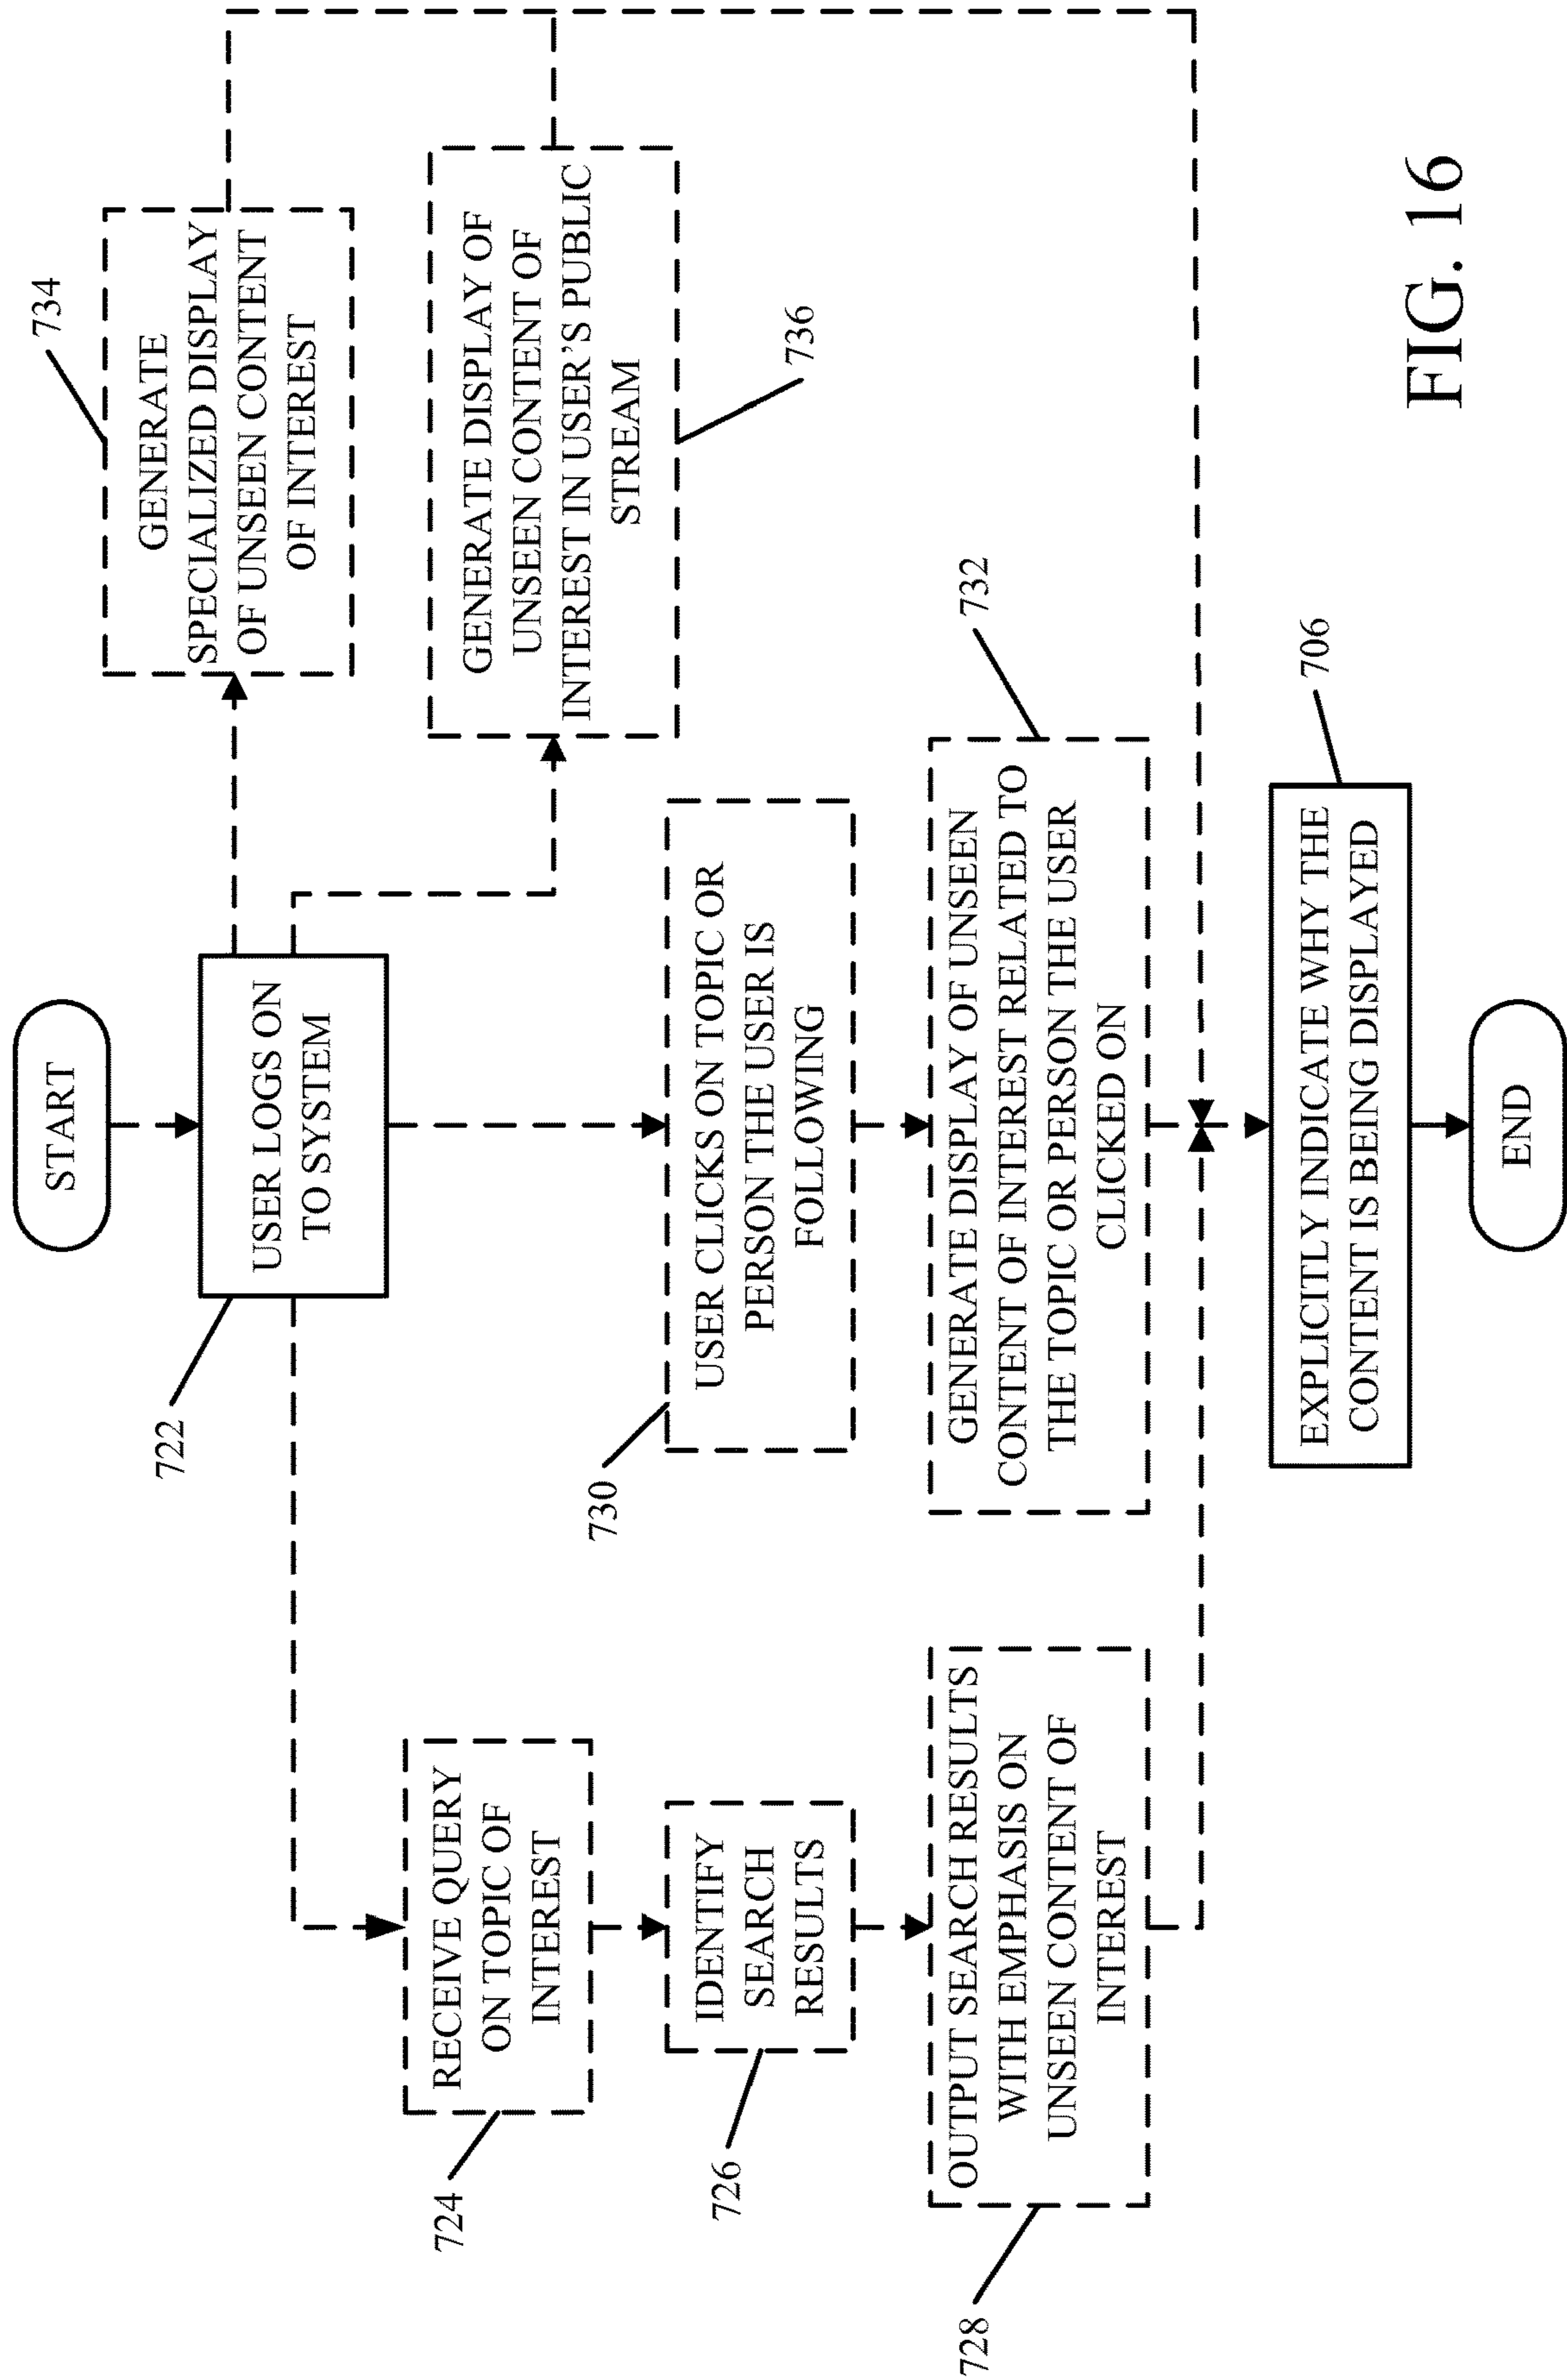 START
USER LOGS ON
TO SYSTEM
722
GENERATE
SPECIALIZED DISPLAY
OF UNSEEN CONTENT
OF INTEREST
734
GENERATE DISPLAY OF
UNSEEN CONTENT OF
INTEREST IN USER'S PUBLIC
STREAM
736
RECEIVE QUERY
ON TOPIC OF
INTEREST
724
IDENTIFY
SEARCH
RESULTS
726
OUTPUT SEARCH RESULTS
WITH EMPHASIS ON
UNSEEN CONTENT OF
INTEREST
728
730
USER CLICKS ON TOPIC OR
PERSON THE USER IS
FOLLOWING
732
GENERATE DISPLAY OF UNSEEN
CONTENT OF INTEREST RELATED TO
THE TOPIC OR PERSON THE USER
CLICKED ON
706
EXPLICITLY INDICATE WHY THE
CONTENT IS BEING DISPLAYED
END
FIG. 16